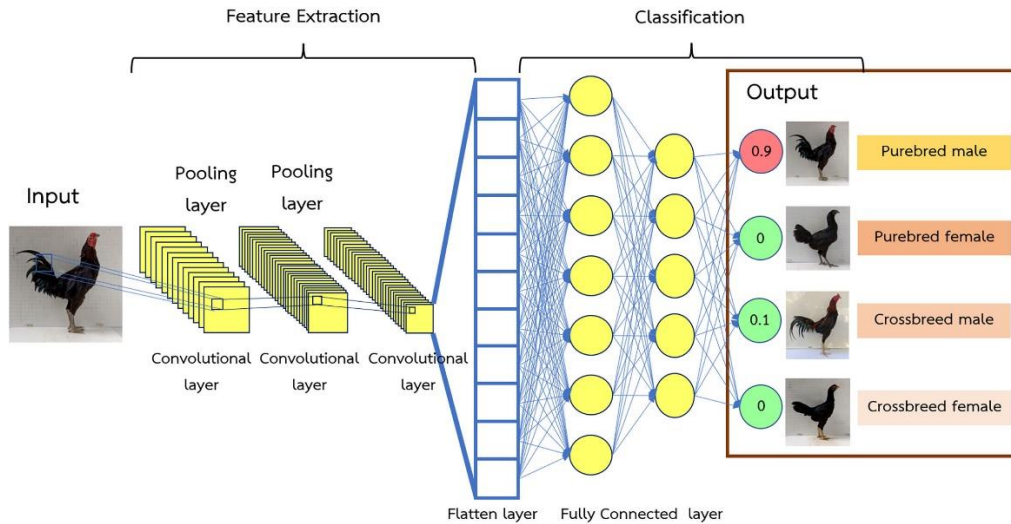 Feature Extraction
Classification
Input
Pooling
layer
Pooling
layer
Convolutional
layer
Convolutional
layer
Convolutional
layer
Flatten layer
Fully Connected layer
Output
0.9
Purebred male
0
Purebred female
0.1
Crossbreed male
0
Crossbreed female